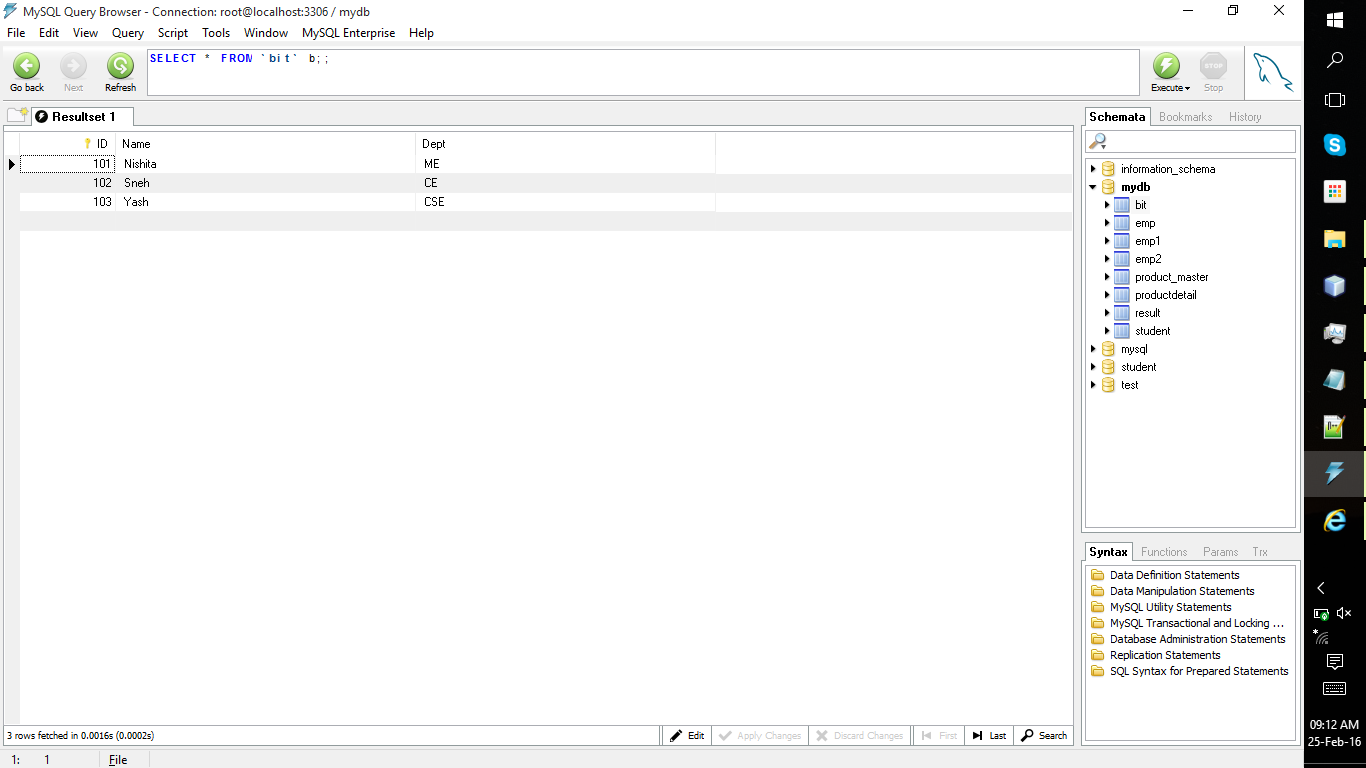 MySQL Query Browser - Connection: root@localhost:3306 / mydb
File Edit View Query Script Tools Window MySQL Enterprise Help
SELECT * FROM `bit` b;;
Go back Next Refresh Execute Stop
STOP
Resultset 1
ID Name Dept
101 Nishita ME
102 Sneh CE
103 Yash CSE
Schemata Bookmarks History
information_schema
mydb
bit
emp
emp1
emp2
product_master
productdetail
result
student
mysql
student
test
Syntax Functions Params Trx
Data Definition Statements
Data Manipulation Statements
MySQL Utility Statements
MySQL Transactional and Locking ...
Database Administration Statements
Replication Statements
SQL Syntax for Prepared Statements
3 rows fetched in 0.0016s (0.0002s) Edit Apply Changes Discard Changes First Last Search
1: 1 File
09:12 AM
25-Feb-16